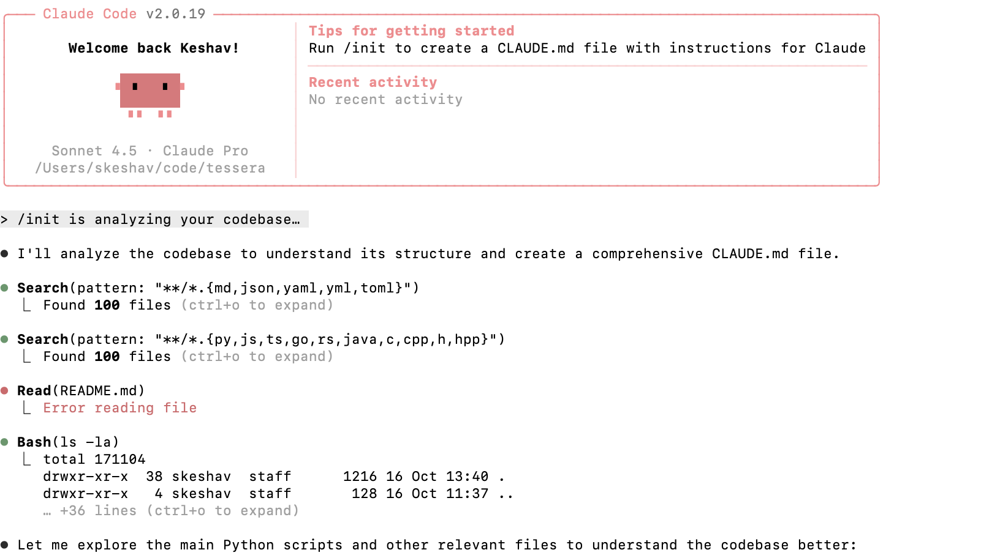 Claude Code v2.0.19
Welcome back Keshav!
Sonnet 4.5 · Claude Pro
/Users/skeshav/code/tessera
Tips for getting started
Run /init to create a CLAUDE.md file with instructions for Claude
Recent activity
No recent activity
> /init is analyzing your codebase…
● I'll analyze the codebase to understand its structure and create a comprehensive CLAUDE.md file.
● Search(pattern: "**/*.{md,json,yaml,yml,toml}")
⎿ Found 100 files (ctrl+o to expand)
● Search(pattern: "**/*.{py,js,ts,go,rs,java,c,cpp,h,hpp}")
⎿ Found 100 files (ctrl+o to expand)
● Read(README.md)
⎿ Error reading file
● Bash(ls -la)
⎿ total 171104
drwxr-xr-x  38 skeshav  staff      1216 16 Oct 13:40 .
drwxr-xr-x   4 skeshav  staff       128 16 Oct 11:37 ..
… +36 lines (ctrl+o to expand)
● Let me explore the main Python scripts and other relevant files to understand the codebase better: